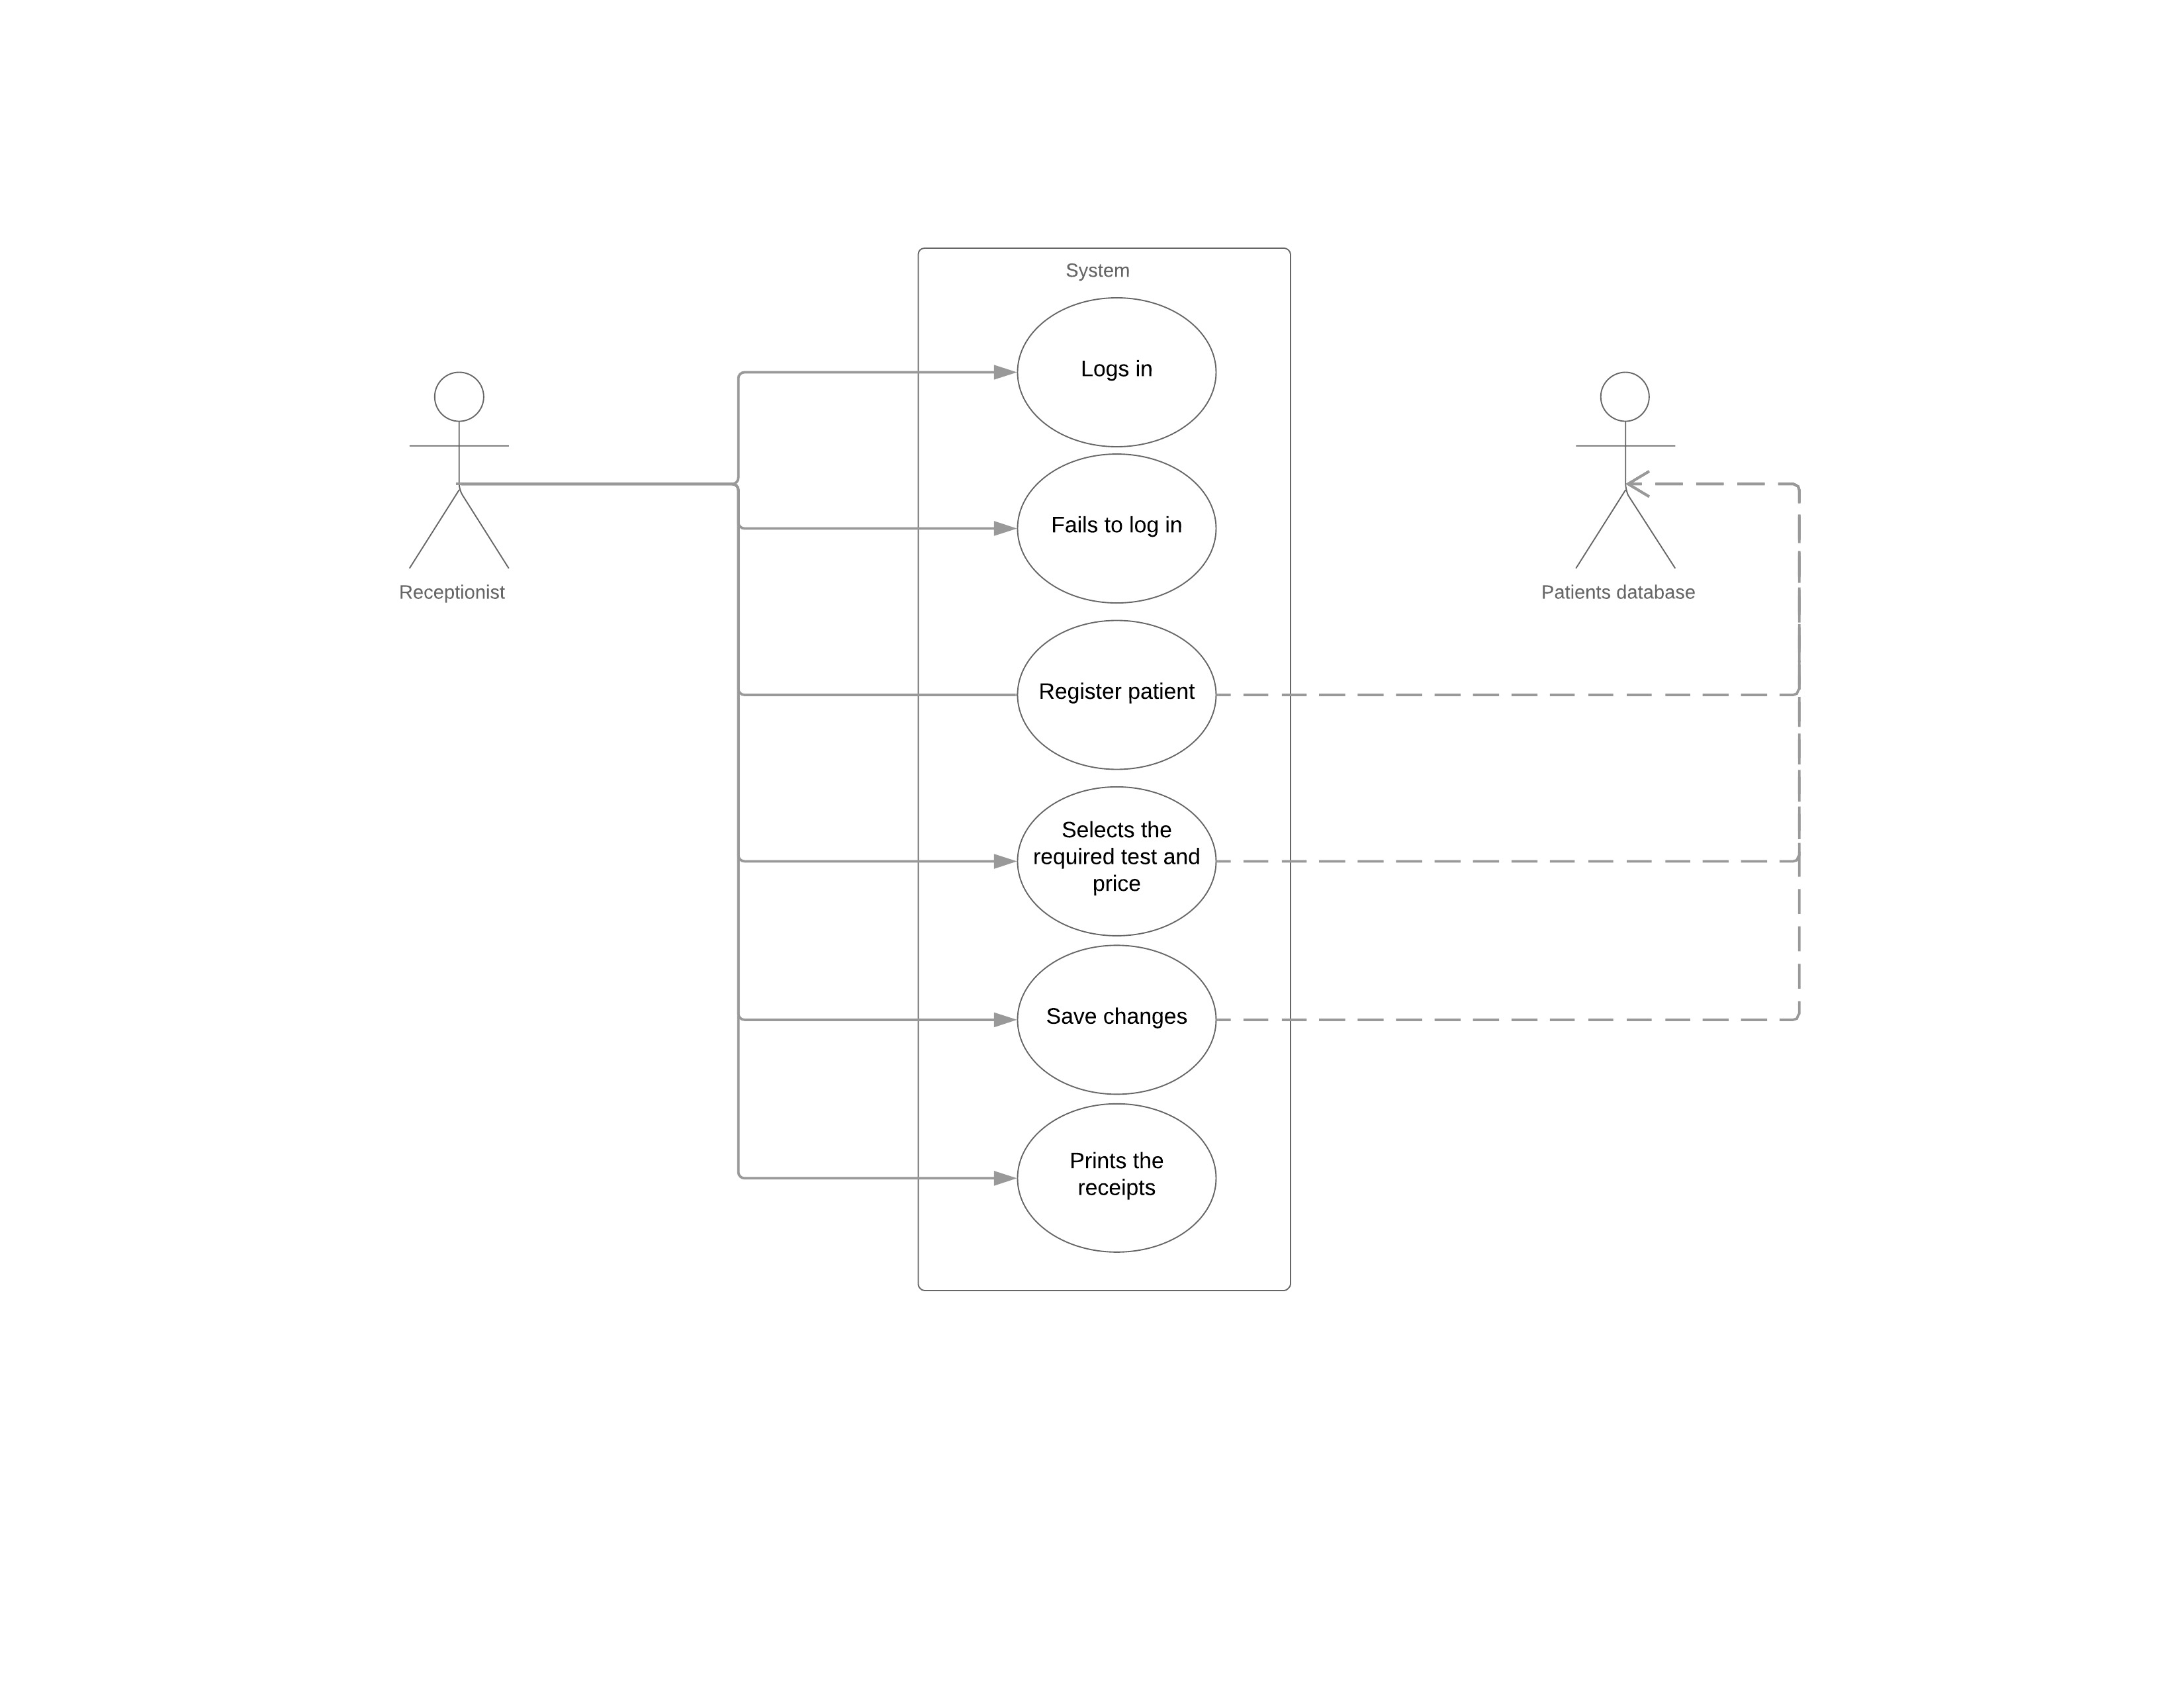 System
Logs in
Receptionist
Fails to log in
Patients database
Register patient
Selects the
required test and
price
Save changes
Prints the
receipts